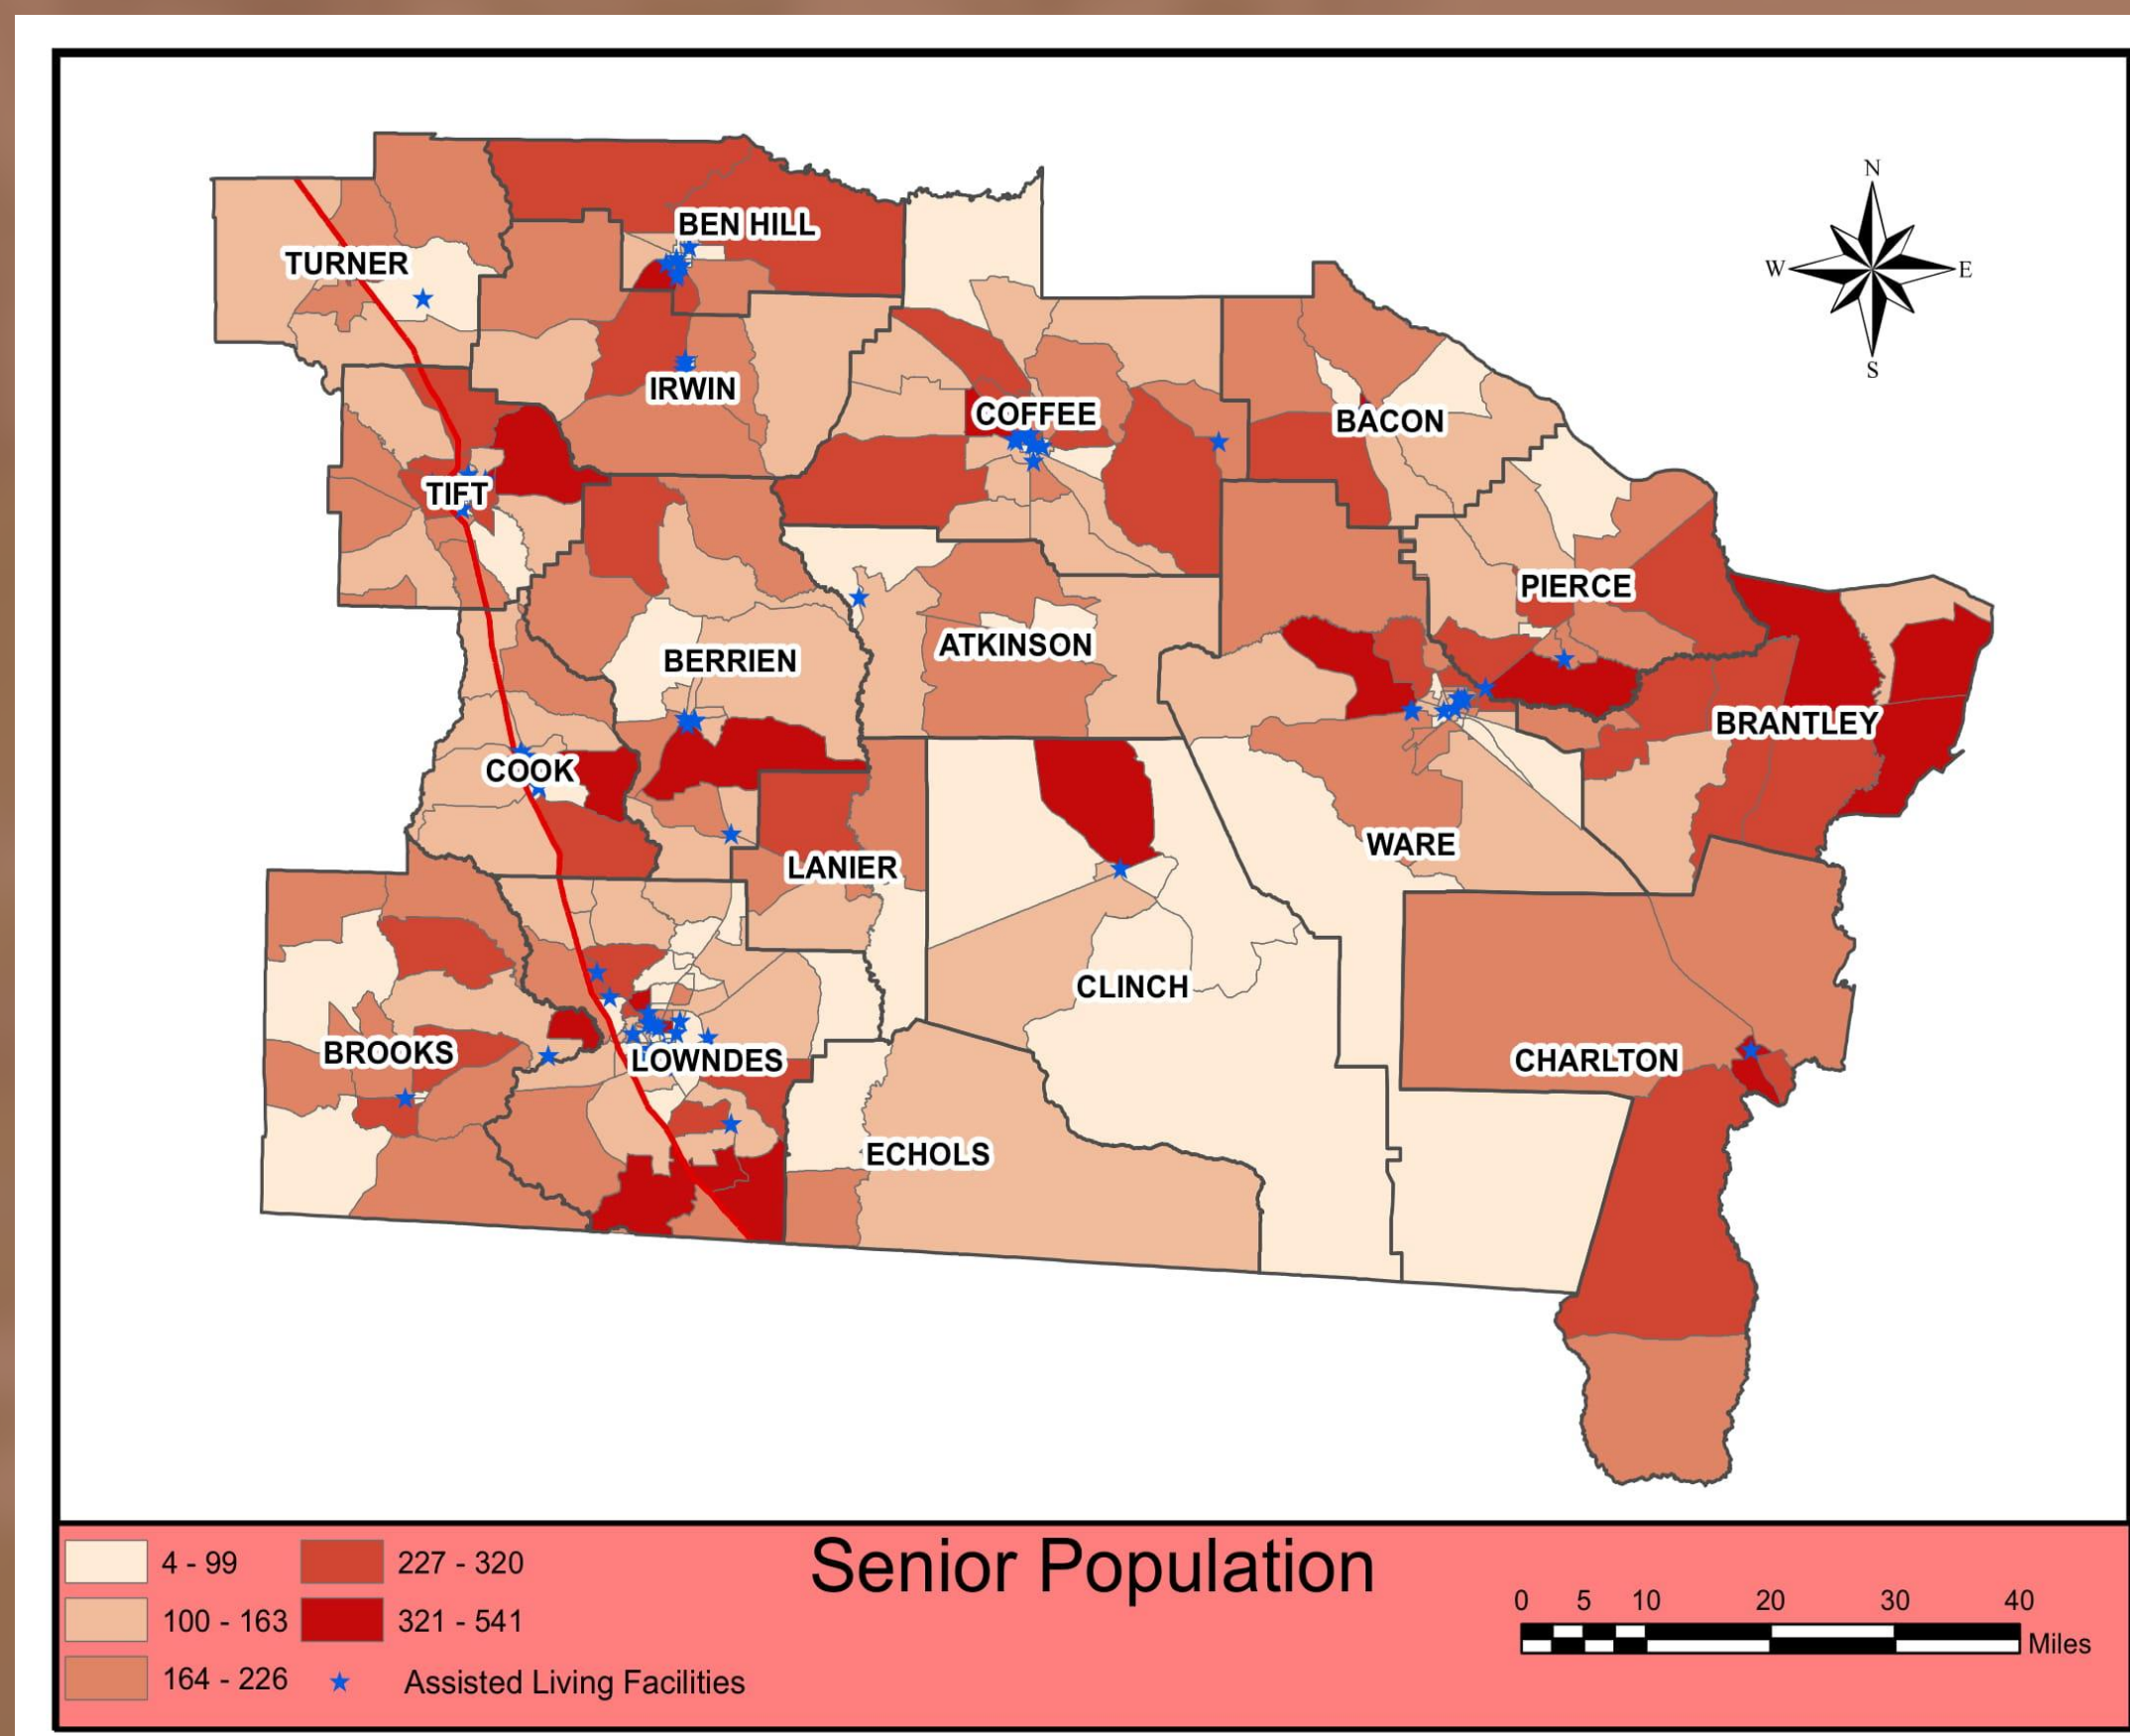 N
W E
S
BEN HILL
TURNER
IRWIN
COFFEE
BACON
TIFT
PIERCE
ATKINSON
BERRIEN
BRANTLEY
COOK
WARE
LANIER
CLINCH
BROOKS
LOWNDES
CHARLTON
ECHOLS
Senior Population
4 - 99
100 - 163
164 - 226
227 - 320
321 - 541
Assisted Living Facilities
0 5 10 20 30 40
Miles